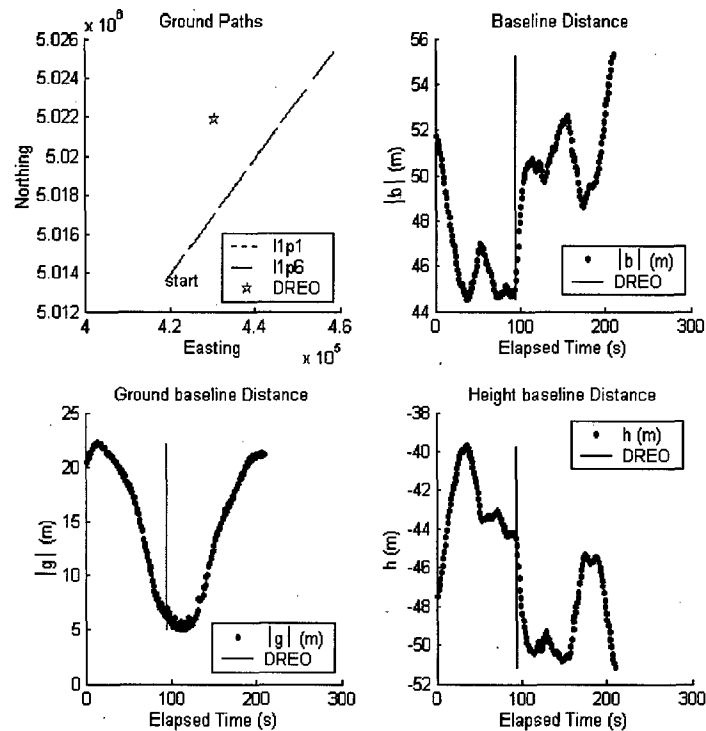 Ground Paths
x 10^6
5.026
5.024
5.022
5.02
5.018
5.016
5.014
5.012
Northing
start
l1p1
l1p6
DREO
4
4.2
4.4
4.6
Easting
x 10^5
Baseline Distance
56
54
52
50
48
46
44
|b| (m)
|b| (m)
DREO
0
100
200
300
Elapsed Time (s)
Ground baseline Distance
25
20
15
10
5
0
|g| (m)
|g| (m)
DREO
0
100
200
300
Elapsed Time (s)
Height baseline Distance
-38
-40
-42
-44
-46
-48
-50
-52
h (m)
h (m)
DREO
0
100
200
300
Elapsed Time (s)